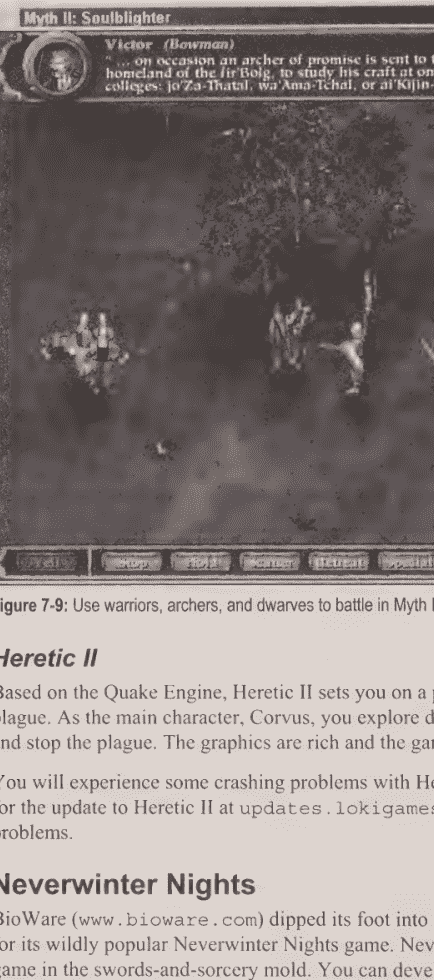 Myth II: Soulblighter
Victor (Bowman)
"...on occasion an archer of promise is sent to t
homeland of the fir'Bolg, to study his craft at on
colleges: jo'Za-Thatal, wa'Ama-Tchal, or ai'Kijin-
Stop
Hold
Scatter
Retreat
Special
igure 7-9: Use warriors, archers, and dwarves to battle in Myth I
Heretic II
Based on the Quake Engine, Heretic II sets you on a p
plague. As the main character, Corvus, you explore d
nd stop the plague. The graphics are rich and the gam
You will experience some crashing problems with He
or the update to Heretic II at updates.lokigames
roblems.
Neverwinter Nights
BioWare (www.bioware.com) dipped its foot into
or its wildly popular Neverwinter Nights game. Nev
game in the swords-and-sorcery mold. You can deve